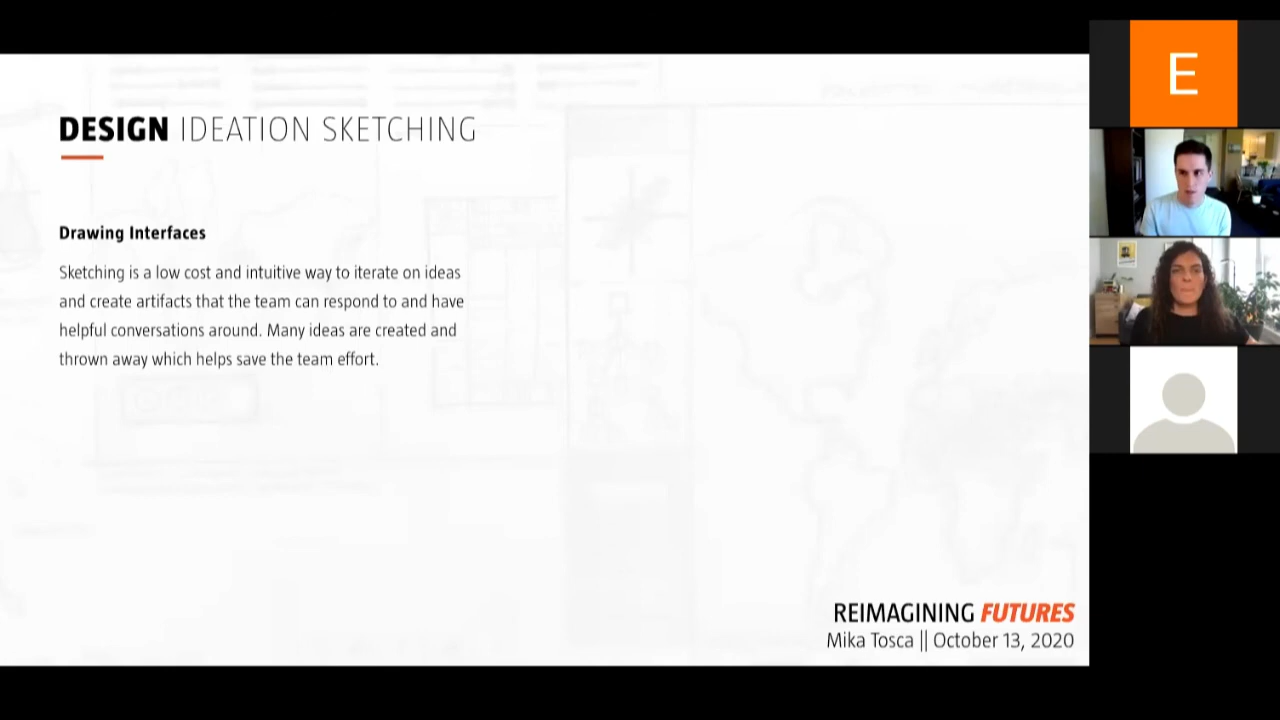 DESIGN IDEATION SKETCHING
Drawing Interfaces
Sketching is a low cost and intuitive way to iterate on ideas
and create artifacts that the team can respond to and have
helpful conversations around. Many ideas are created and
thrown away which helps save the team effort.
REIMAGINING FUTURES
Mika Tosca || October 13, 2020
E